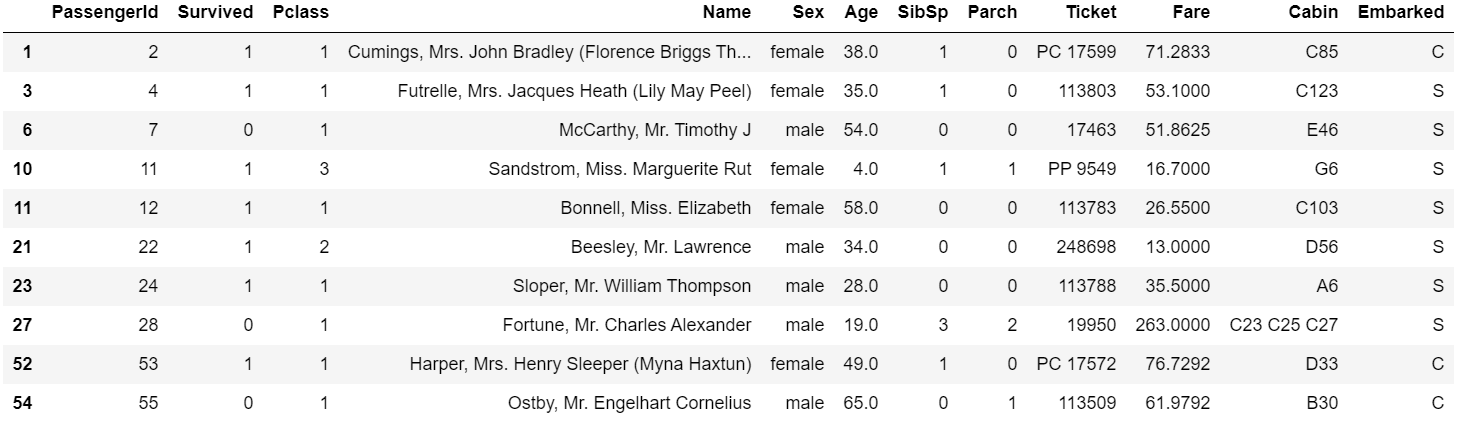 PassengerId Survived Pclass Name Sex Age SibSp Parch Ticket Fare Cabin Embarked
1 2 1 1 Cumings, Mrs. John Bradley (Florence Briggs Th... female 38.0 1 0 PC 17599 71.2833 C85 C
3 4 1 1 Futrelle, Mrs. Jacques Heath (Lily May Peel) female 35.0 1 0 113803 53.1000 C123 S
6 7 0 1 McCarthy, Mr. Timothy J male 54.0 0 0 17463 51.8625 E46 S
10 11 1 3 Sandstrom, Miss. Marguerite Rut female 4.0 1 1 PP 9549 16.7000 G6 S
11 12 1 1 Bonnell, Miss. Elizabeth female 58.0 0 0 113783 26.5500 C103 S
21 22 1 2 Beesley, Mr. Lawrence male 34.0 0 0 248698 13.0000 D56 S
23 24 1 1 Sloper, Mr. William Thompson male 28.0 0 0 113788 35.5000 A6 S
27 28 0 1 Fortune, Mr. Charles Alexander male 19.0 3 2 19950 263.0000 C23 C25 C27 S
52 53 1 1 Harper, Mrs. Henry Sleeper (Myna Haxtun) female 49.0 1 0 PC 17572 76.7292 D33 C
54 55 0 1 Ostby, Mr. Engelhart Cornelius male 65.0 0 1 113509 61.9792 B30 C